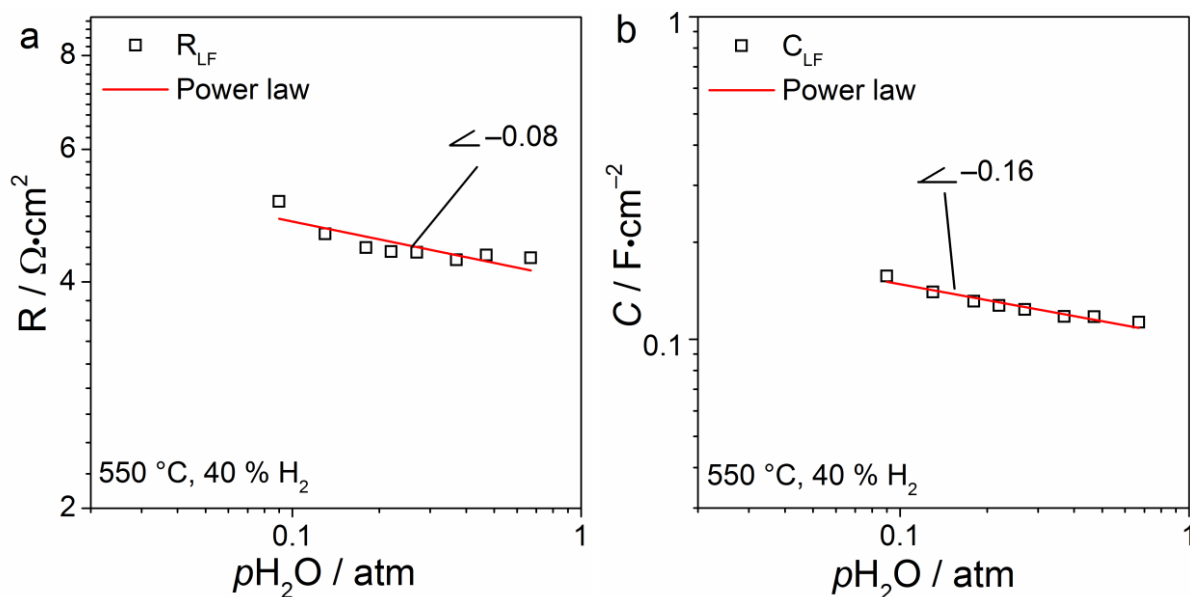 a
R_LF
Power law
∠ –0.08
8
6
4
2
R / Ω·cm²
550 °C, 40 % H₂
0.1
1
pH₂O / atm
b
C_LF
Power law
∠ –0.16
1
0.1
C / F·cm⁻²
550 °C, 40 % H₂
0.1
1
pH₂O / atm